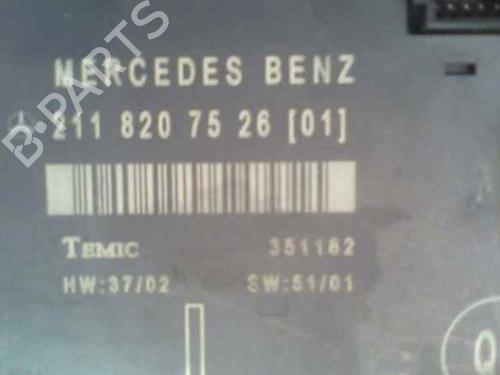 MERCEDES BENZ
211 820 75 26 [01]
TEMIC 351182
HW:37/02 SW:51/01
Q
B-PARTS